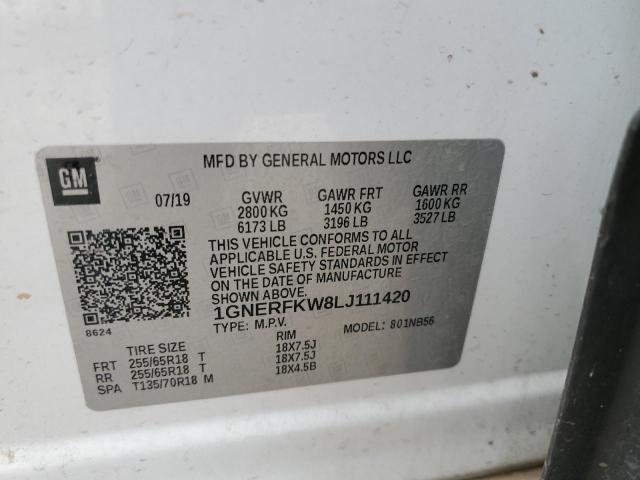 GM
MFD BY GENERAL MOTORS LLC
07/19 GVWR GAWR FRT GAWR RR
2800 KG 1450 KG 1600 KG
6173 LB 3196 LB 3527 LB
THIS VEHICLE CONFORMS TO ALL
APPLICABLE U.S. FEDERAL MOTOR
VEHICLE SAFETY STANDARDS IN EFFECT
ON THE DATE OF MANUFACTURE
SHOWN ABOVE.
1GNERFKW8LJ111420
8624
TYPE: M.P.V. MODEL: 801NB56
TIRE SIZE RIM
FRT 255/65R18 T 18X7.5J
RR 255/65R18 T 18X7.5J
SPA T135/70R18 M 18X4.5B